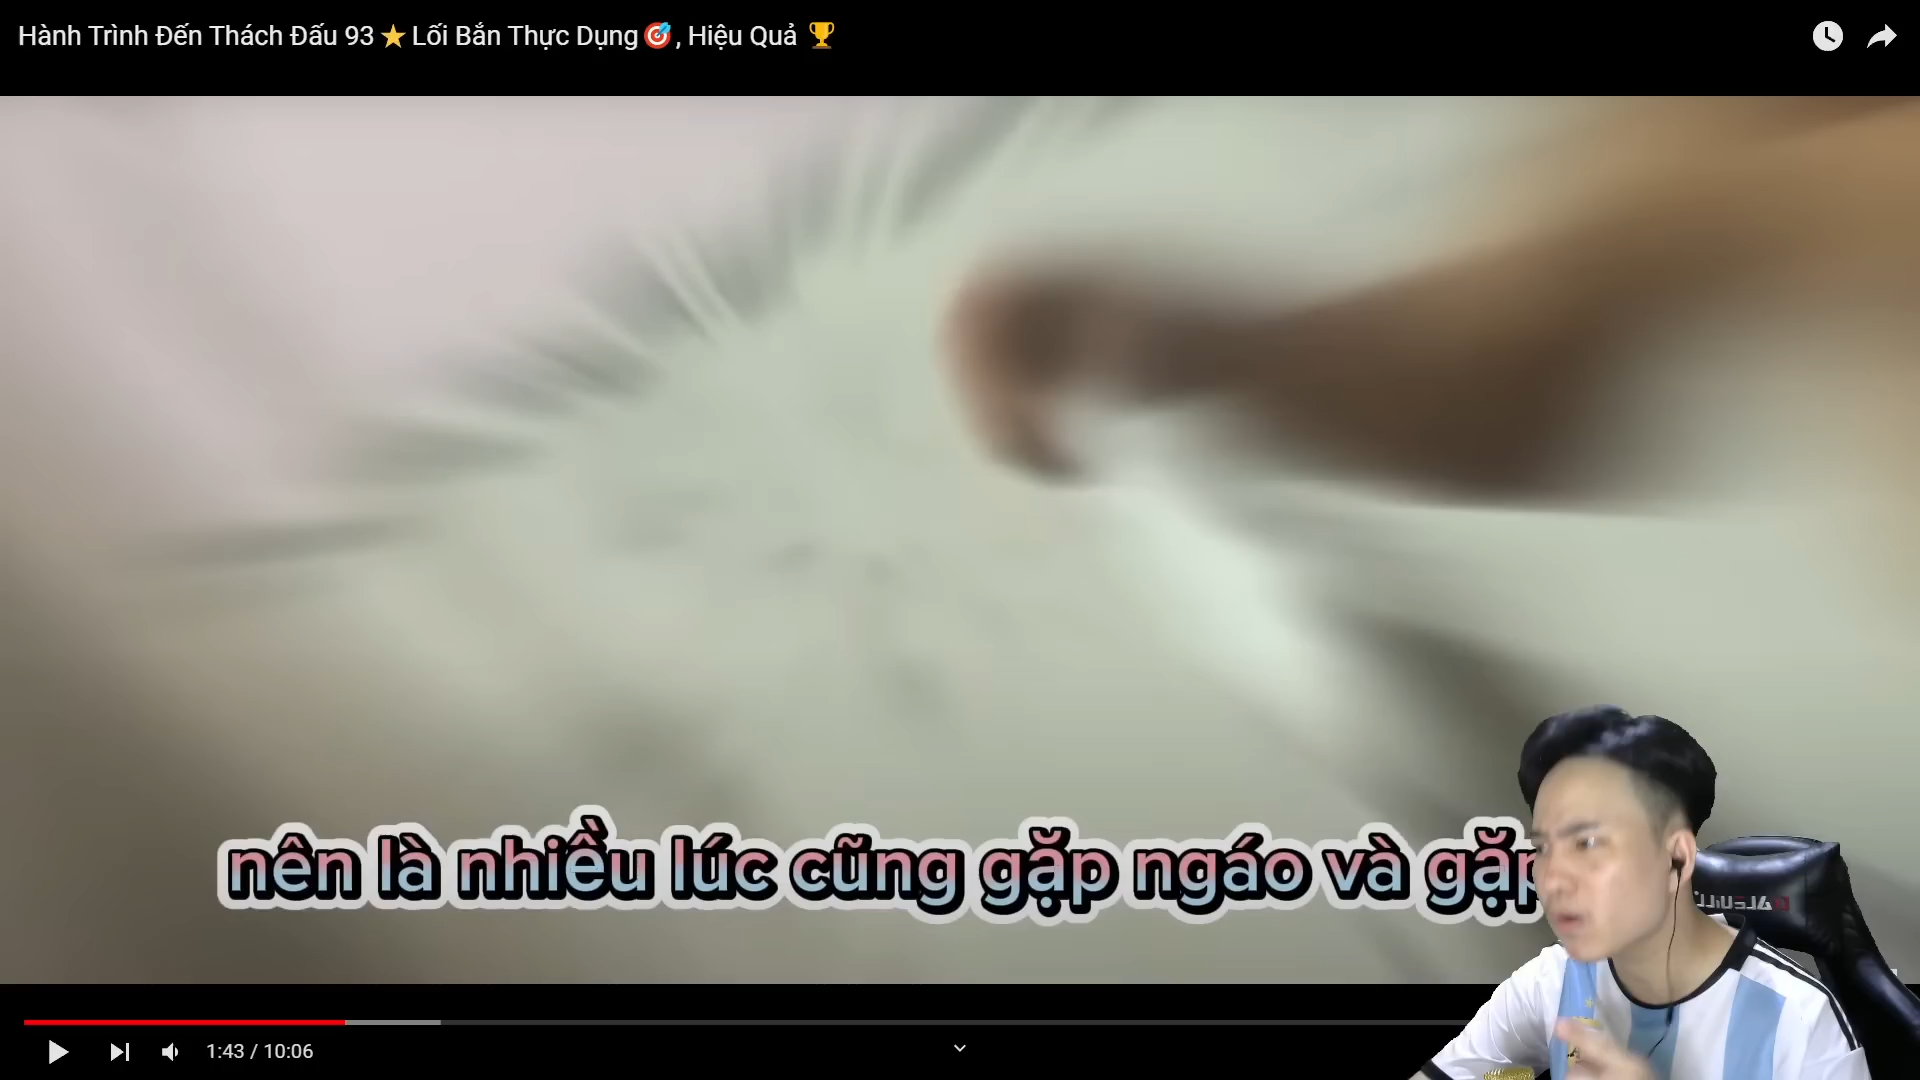 Hành Trình Đến Thách Đấu 93 ⭐ Lối Bắn Thực Dụng 🎯, Hiệu Quả 🏆
nên là nhiều lúc cũng gặp ngáo và gặp
1:43 / 10:06